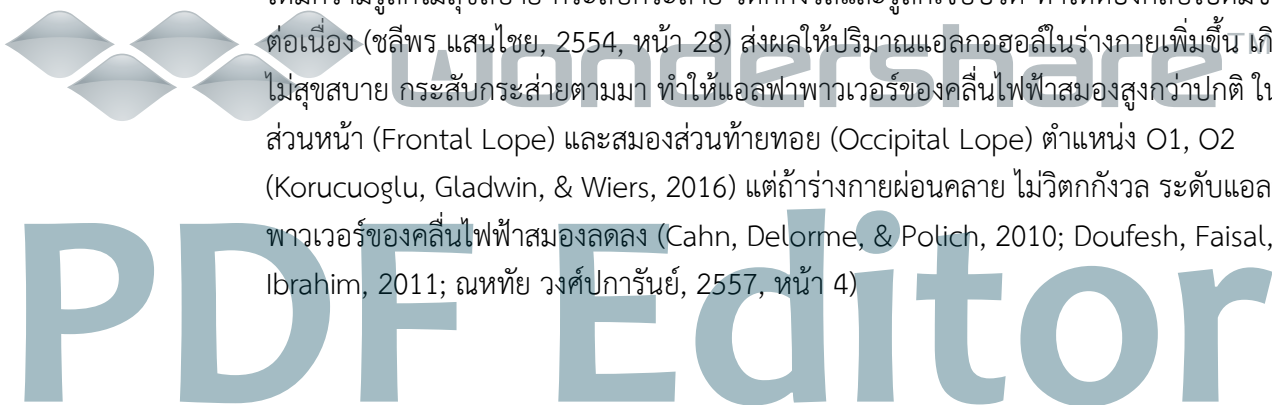 ต่อเนื่อง (ชลีพร แสนไชย, 2554, หน้า 28) ส่งผลให้ปริมาณแอลกอฮอล์ในร่างกายเพิ่มขึ้น เกิ
ไม่สุขสบาย กระสับกระส่ายตามมา ทำให้แอลฟาพาวเวอร์ของคลื่นไฟฟ้าสมองสูงกว่าปกติ ใน
ส่วนหน้า (Frontal Lope) และสมองส่วนท้ายทอย (Occipital Lope) ตำแหน่ง O1, O2
(Korucuoglu, Gladwin, & Wiers, 2016) แต่ถ้าร่างกายผ่อนคลาย ไม่วิตกกังวล ระดับแอล
พาวเวอร์ของคลื่นไฟฟ้าสมองลดลง (Cahn, Delorme, & Polich, 2010; Doufesh, Faisal,
Ibrahim, 2011; ณหทัย วงศ์ปการันย์, 2557, หน้า 4)
wondershare TM
PDF Editor